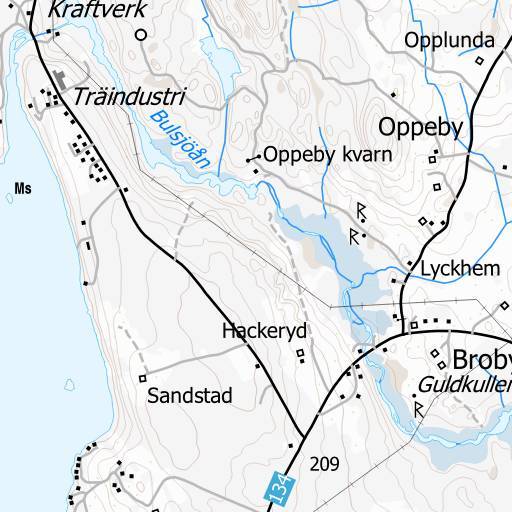 Kraftverk
Opplunda
Träindustri
Bulsjöån
Oppeby
Oppeby kvarn
Ms
R
R
Lyckhem
Hackeryd
Broby
Guldkullen
Sandstad
R
209
134